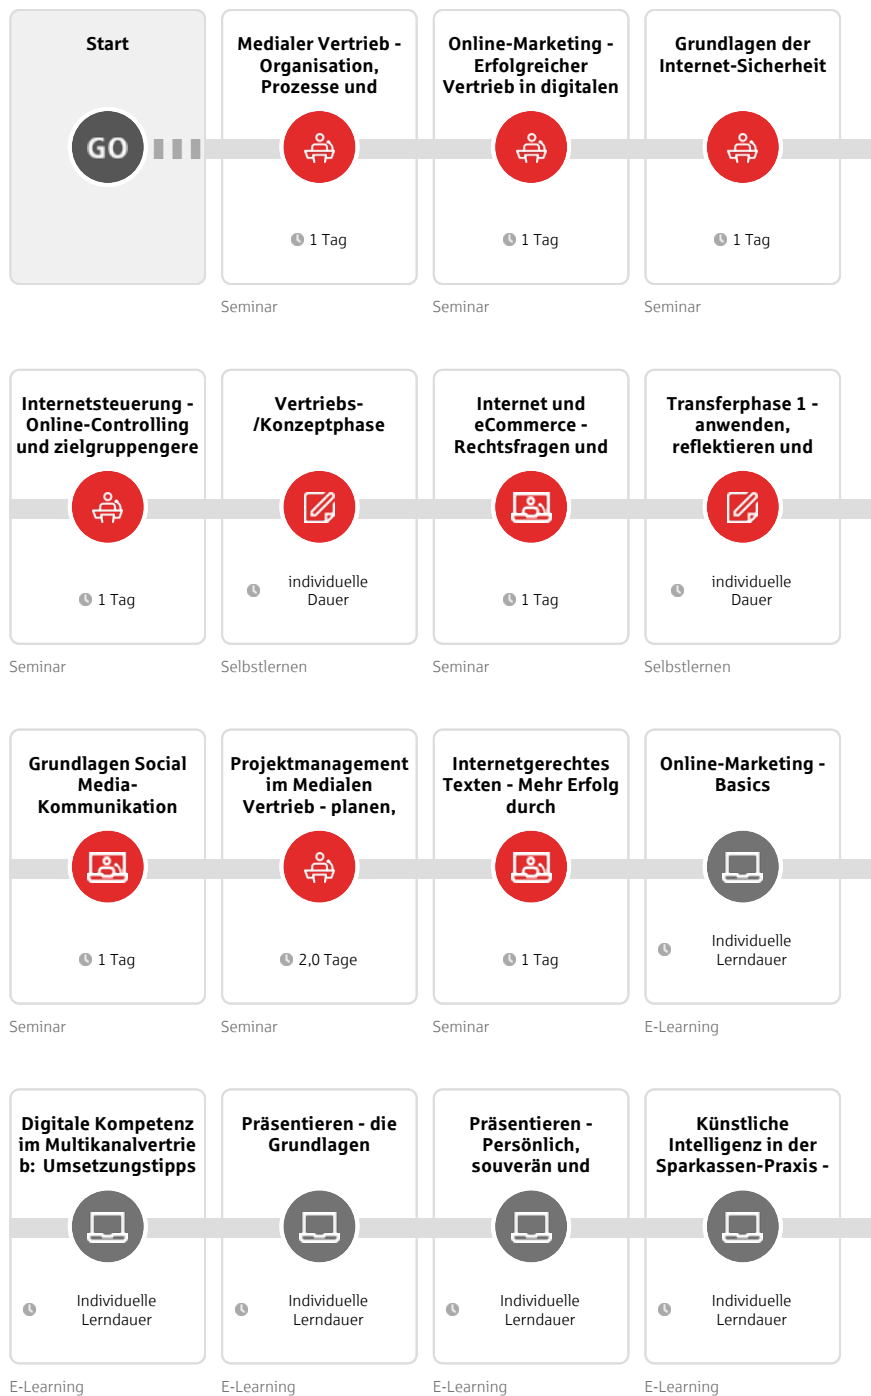 Start
GO
Medialer Vertrieb -
Organisation,
Prozesse und
1 Tag
Seminar
Online-Marketing -
Erfolgreicher
Vertrieb in digitalen
1 Tag
Seminar
Grundlagen der
Internet-Sicherheit
1 Tag
Seminar
Internetsteuerung -
Online-Controlling
und zielgruppengere
1 Tag
Seminar
Vertriebs-
/Konzeptphase
individuelle
Dauer
Selbstlernen
Internet und
eCommerce -
Rechtsfragen und
1 Tag
Seminar
Transferphase 1 -
anwenden,
reflektieren und
individuelle
Dauer
Selbstlernen
Grundlagen Social
Media-
Kommunikation
1 Tag
Seminar
Projektmanagement
im Medialen
Vertrieb - planen,
2,0 Tage
Seminar
Internetgerechtes
Texten - Mehr Erfolg
durch
1 Tag
Seminar
Online-Marketing -
Basics
Individuelle
Lerndauer
E-Learning
Digitale Kompetenz
im Multikanalvertrie
b: Umsetzungstipps
Individuelle
Lerndauer
E-Learning
Präsentieren - die
Grundlagen
Individuelle
Lerndauer
E-Learning
Präsentieren -
Persönlich,
souverän und
Individuelle
Lerndauer
E-Learning
Künstliche
Intelligenz in der
Sparkassen-Praxis -
Individuelle
Lerndauer
E-Learning